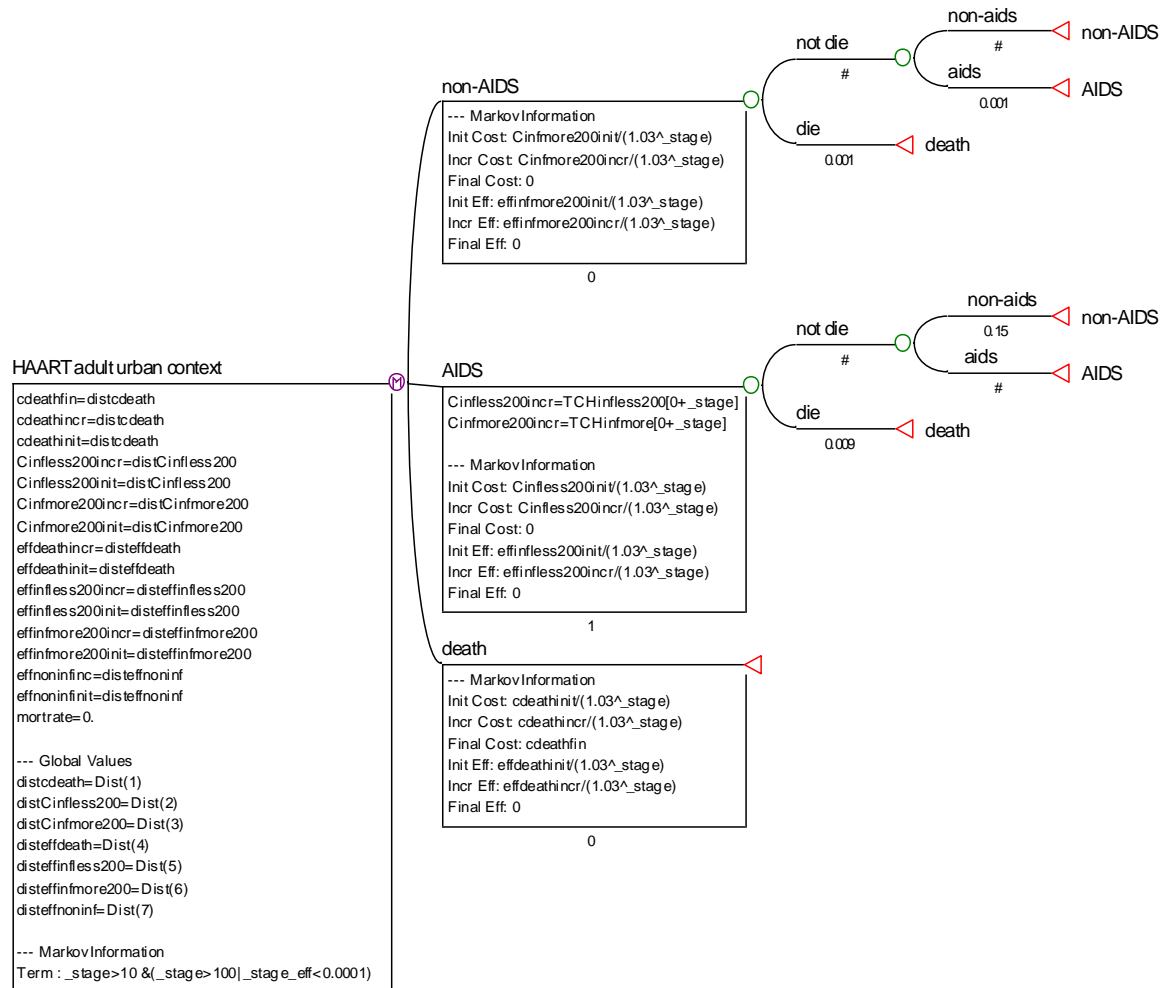 HAART adult urban context
cdeathfin=distcdeath
cdeathincr=distcdeath
cdeathinit=distcdeath
Cinfless200incr=distCinfless200
Cinfless200init=distCinfless200
Cinfmore200incr=distCinfmore200
Cinfmore200init=distCinfmore200
effdeathincr=disteffdeath
effdeathinit=disteffdeath
effinfless200incr=disteffinfless200
effinfless200init=disteffinfless200
effinfmore200incr=disteffinfmore200
effinfmore200init=disteffinfmore200
effnoninfinc=disteffnoninf
effnoninfinit=disteffnoninf
mortrate=0.
--- Global Values
distcdeath=Dist(1)
distCinfless200=Dist(2)
distCinfmore200=Dist(3)
disteffdeath=Dist(4)
disteffinfless200=Dist(5)
disteffinfmore200=Dist(6)
disteffnoninf=Dist(7)
--- Markov Information
Term : _stage>10 &(_stage>100|_stage_eff<0.0001)
M
non-AIDS
--- Markov Information
Init Cost: Cinfmore200init/(1.03^_stage)
Incr Cost: Cinfmore200incr/(1.03^_stage)
Final Cost: 0
Init Eff: effinfmore200init/(1.03^_stage)
Incr Eff: effinfmore200incr/(1.03^_stage)
Final Eff: 0
0
not die
#
non-aids
#
non-AIDS
aids
0.001
AIDS
die
0.001
death
AIDS
Cinfless200incr=TCHinfless200[0+_stage]
Cinfmore200incr=TCHinfmore[0+_stage]
--- Markov Information
Init Cost: Cinfless200init/(1.03^_stage)
Incr Cost: Cinfless200incr/(1.03^_stage)
Final Cost: 0
Init Eff: effinfless200init/(1.03^_stage)
Incr Eff: effinfless200incr/(1.03^_stage)
Final Eff: 0
1
not die
#
non-aids
0.15
non-AIDS
aids
#
AIDS
die
0.009
death
death
--- Markov Information
Init Cost: cdeathinit/(1.03^_stage)
Incr Cost: cdeathincr/(1.03^_stage)
Final Cost: cdeathfin
Init Eff: effdeathinit/(1.03^_stage)
Incr Eff: effdeathincr/(1.03^_stage)
Final Eff: 0
0